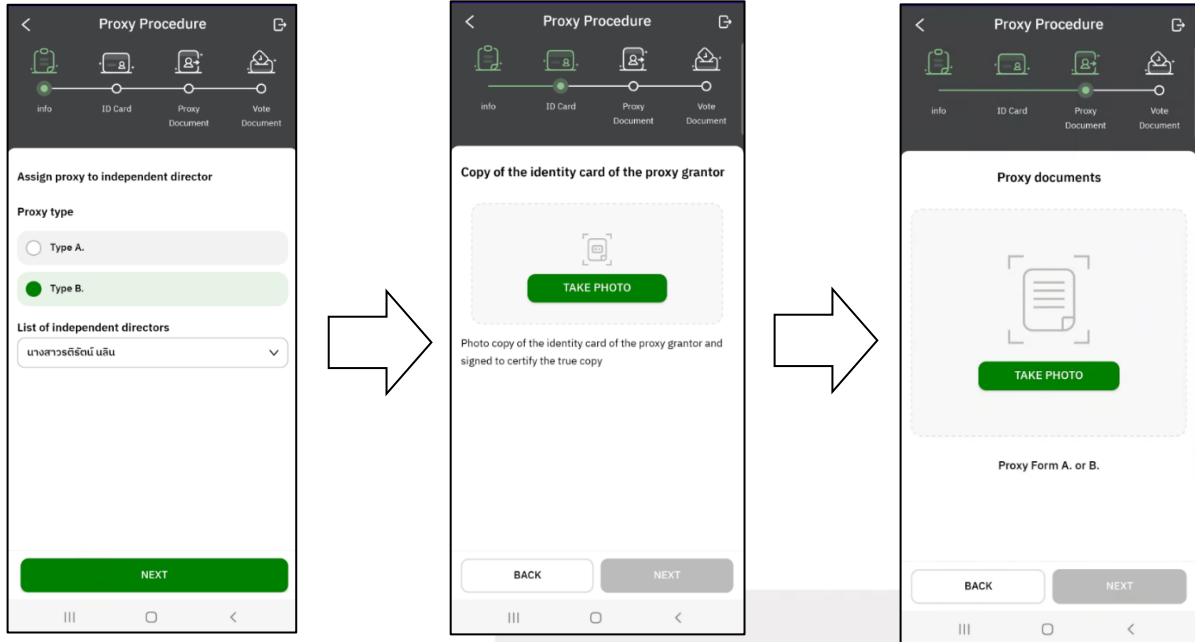 Proxy Procedure
info
ID Card
Proxy
Document
Vote
Document
Assign proxy to independent director
Proxy type
Type A.
Type B.
List of independent directors
นางสาวรติรัตน์ นลิน
NEXT
Proxy Procedure
info
ID Card
Proxy
Document
Vote
Document
Copy of the identity card of the proxy grantor
TAKE PHOTO
Photo copy of the identity card of the proxy grantor and
signed to certify the true copy
BACK
NEXT
Proxy Procedure
info
ID Card
Proxy
Document
Vote
Document
Proxy documents
TAKE PHOTO
Proxy Form A. or B.
BACK
NEXT